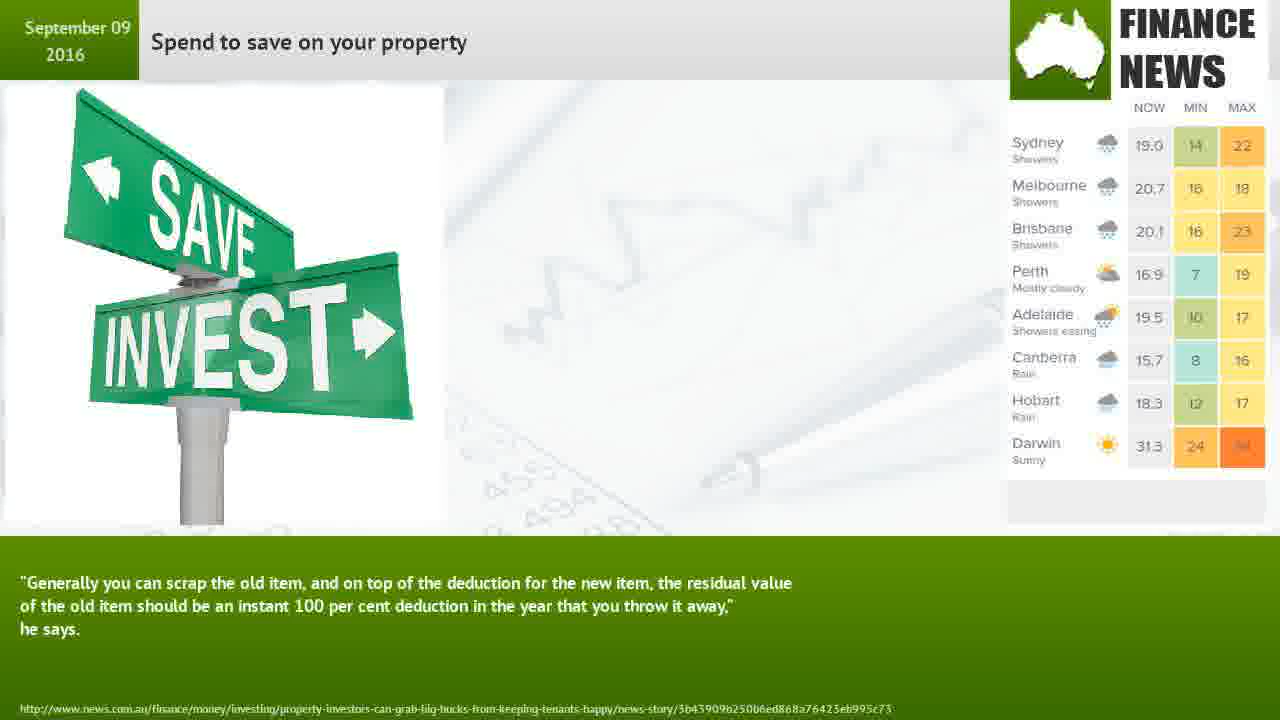 September 09
2016
Spend to save on your property
FINANCE
NEWS
NOW MIN MAX
Sydney
Showers
19.0 14 22
Melbourne
Showers
20.7 16 18
Brisbane
Showers
20.1 16 23
Perth
Mostly cloudy
16.9 7 19
Adelaide
Showers easing
19.5 10 17
Canberra
Rain
15.7 8 16
Hobart
Rain
18.3 12 17
Darwin
Sunny
31.3 24
SAVE
INVEST
455
494
"Generally you can scrap the old item, and on top of the deduction for the new item, the residual value
of the old item should be an instant 100 per cent deduction in the year that you throw it away,"
he says.
http://www.news.com.au/finance/money/investing/property-investors-can-grab-big-bucks-from-keeping-tenants-happy/news-story/3b43909b250b6ed868a76423eb995c73